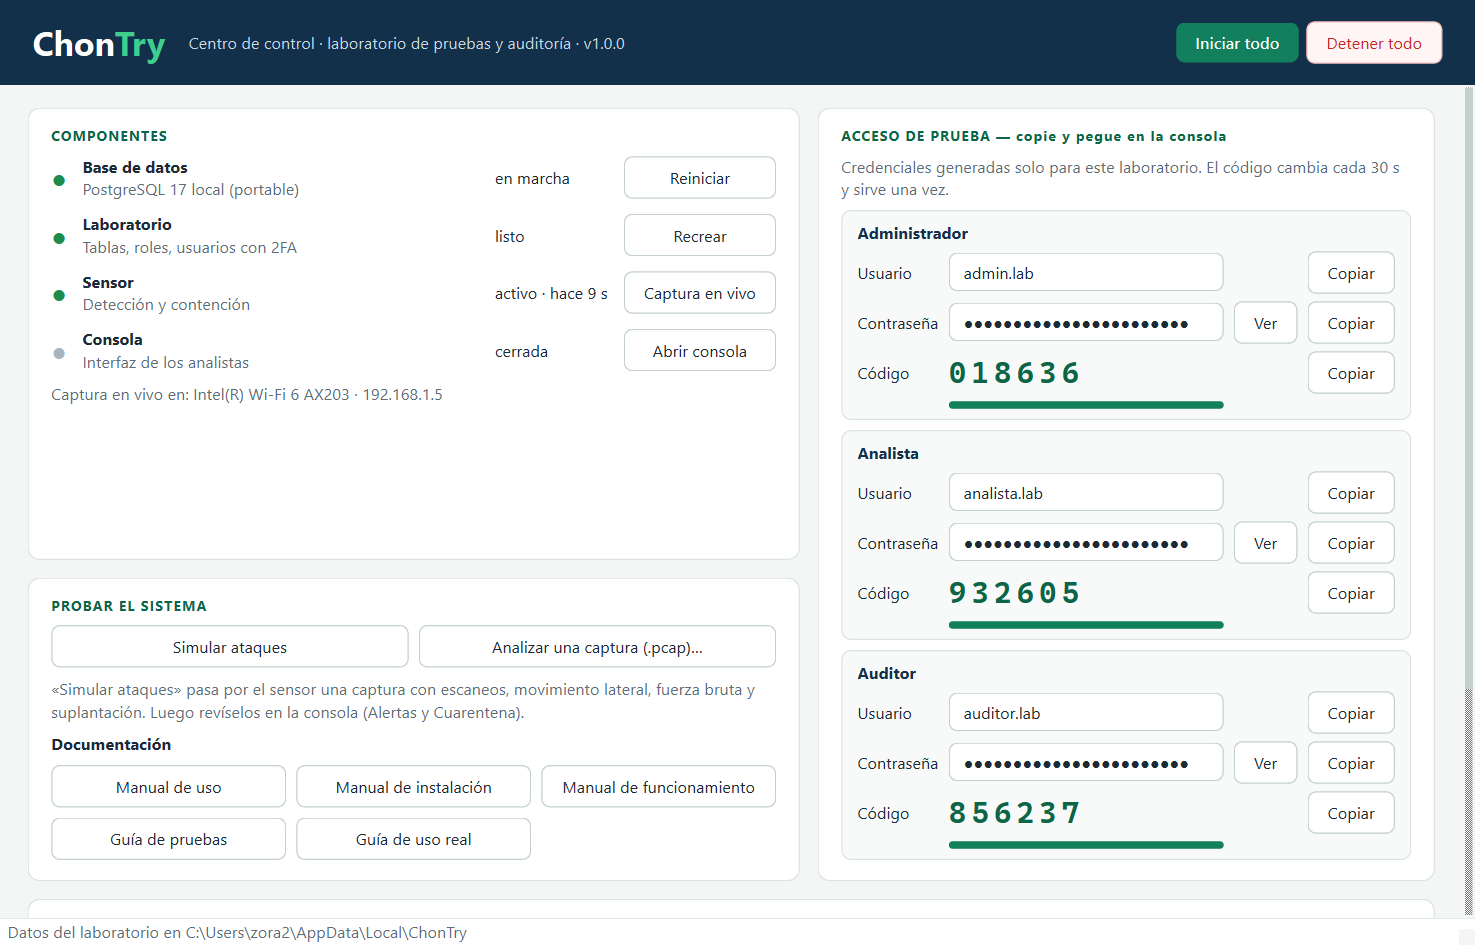 ChonTry
Centro de control · laboratorio de pruebas y auditoría · v1.0.0
Iniciar todo
Detener todo
COMPONENTES
Base de datos
PostgreSQL 17 local (portable)
en marcha
Reiniciar
Laboratorio
Tablas, roles, usuarios con 2FA
listo
Recrear
Sensor
Detección y contención
activo · hace 9 s
Captura en vivo
Consola
Interfaz de los analistas
cerrada
Abrir consola
Captura en vivo en: Intel(R) Wi-Fi 6 AX203 · 192.168.1.5
PROBAR EL SISTEMA
Simular ataques
Analizar una captura (.pcap)...
«Simular ataques» pasa por el sensor una captura con escaneos, movimiento lateral, fuerza bruta y
suplantación. Luego revíselos en la consola (Alertas y Cuarentena).
Documentación
Manual de uso
Manual de instalación
Manual de funcionamiento
Guía de pruebas
Guía de uso real
ACCESO DE PRUEBA — copie y pegue en la consola
Credenciales generadas solo para este laboratorio. El código cambia cada 30 s
y sirve una vez.
Administrador
Usuario
admin.lab
Copiar
Contraseña
●●●●●●●●●●●●●●●●●●●●●●●
Ver
Copiar
Código
018636
Copiar
Analista
Usuario
analista.lab
Copiar
Contraseña
●●●●●●●●●●●●●●●●●●●●●●●
Ver
Copiar
Código
932605
Copiar
Auditor
Usuario
auditor.lab
Copiar
Contraseña
●●●●●●●●●●●●●●●●●●●●●●●
Ver
Copiar
Código
856237
Copiar
Datos del laboratorio en C:\Users\zora2\AppData\Local\ChonTry